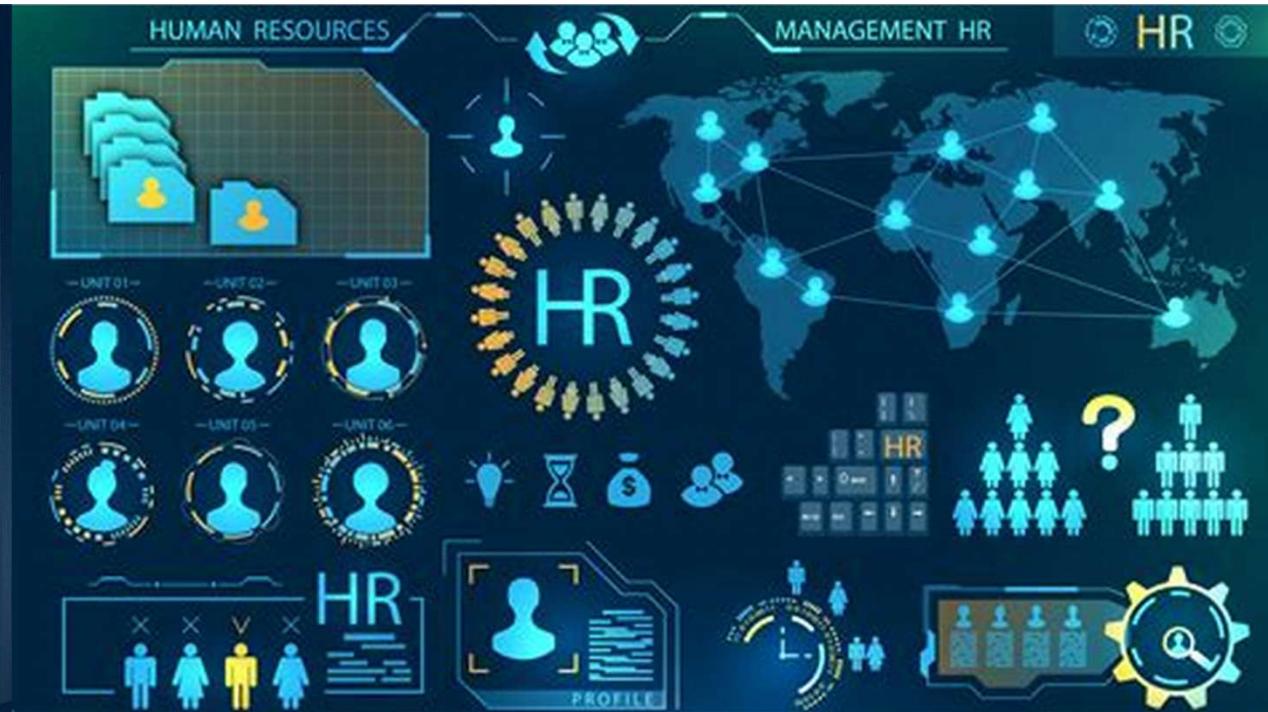 HUMAN RESOURCES
MANAGEMENT HR
HR
UNIT 01
UNIT 02
UNIT 03
HR
UNIT 04
UNIT 05
UNIT 06
$
HR
?
HR
PROFILE